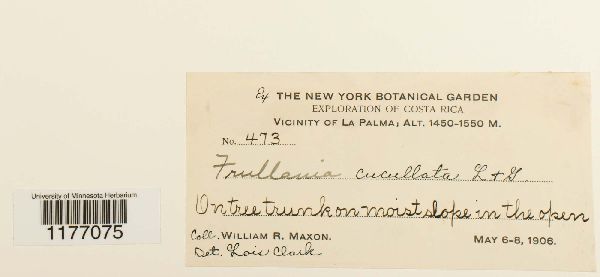 Ex THE NEW YORK BOTANICAL GARDEN
EXPLORATION OF COSTA RICA
VICINITY OF LA PALMA; ALT. 1450-1550 M.
No. 473
Frullania cucullata L & G.
On tree trunk on moist slope in the open
Coll. WILLIAM R. MAXON. MAY 6-8, 1906.
Det. Lois Clark
University of Minnesota Herbarium
1177075